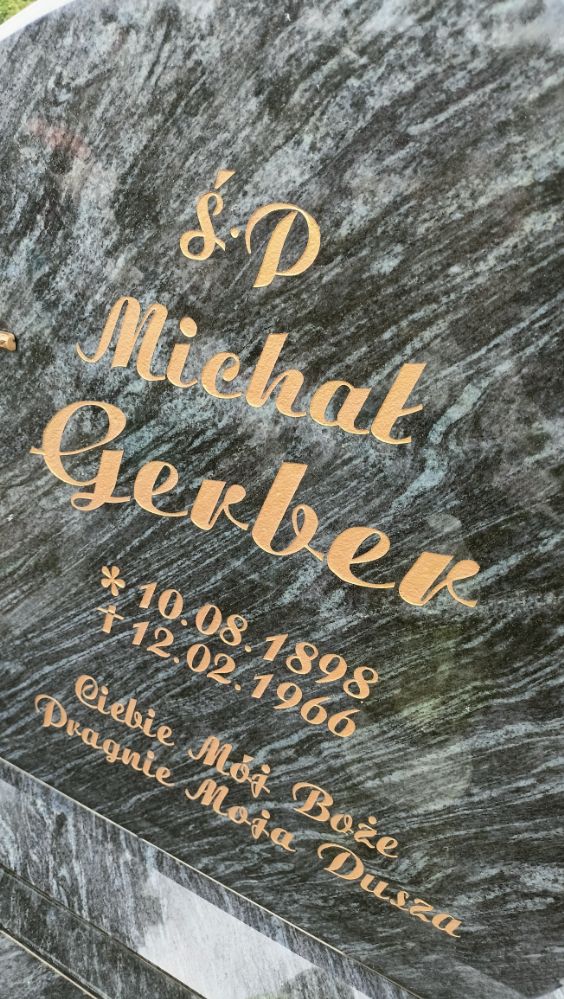 Ś.P
Michał
Gerber
* 10.08.1898
† 12.02.1966
Ciebie Mój Boże
Pragnie Moja Dusza